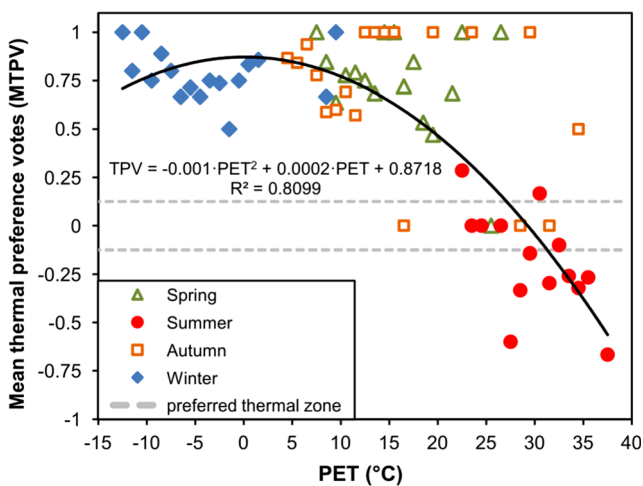 Mean thermal preference votes (MTPV)
1
0.75
0.5
0.25
0
-0.25
-0.5
-0.75
-1
TPV = -0.001·PET² + 0.0002·PET + 0.8718
R² = 0.8099
Spring
Summer
Autumn
Winter
preferred thermal zone
-15 -10 -5 0 5 10 15 20 25 30 35 40
PET (°C)